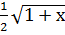 ½√1 + x